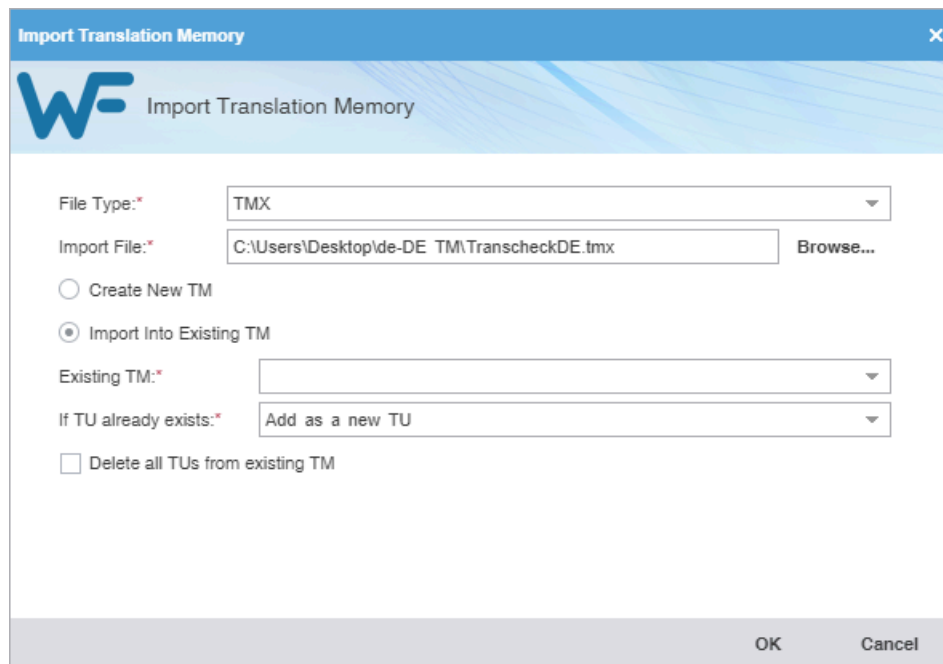 Import Translation Memory
WF Import Translation Memory
File Type:* TMX
Import File:* C:\Users\Desktop\de-DE TM\TranscheckDE.tmx Browse...
Create New TM
Import Into Existing TM
Existing TM:*
If TU already exists:* Add as a new TU
Delete all TUs from existing TM
OK Cancel